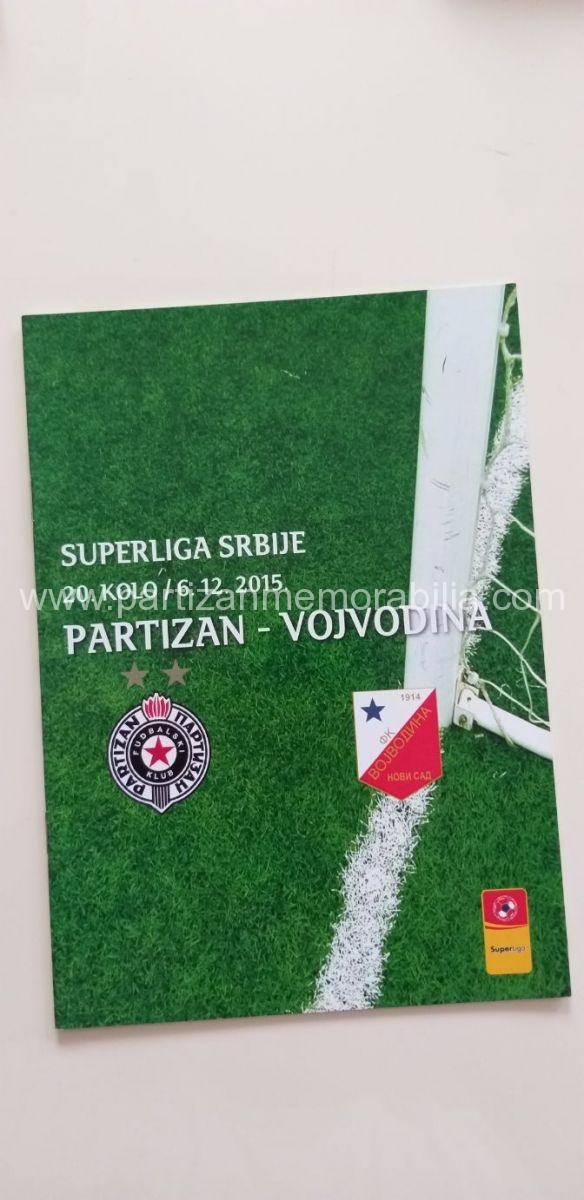 SUPERLIGA SRBIJE
20. KOLO / 6. 12. 2015.
www.partizanmemorabilia.com
PARTIZAN - VOJVODINA
PARTIZAN ПАРТИЗАН
FUDBALSKI
KLUB
1914
ФК
ВОЈВОДИНА
НОВИ САД
Superliga